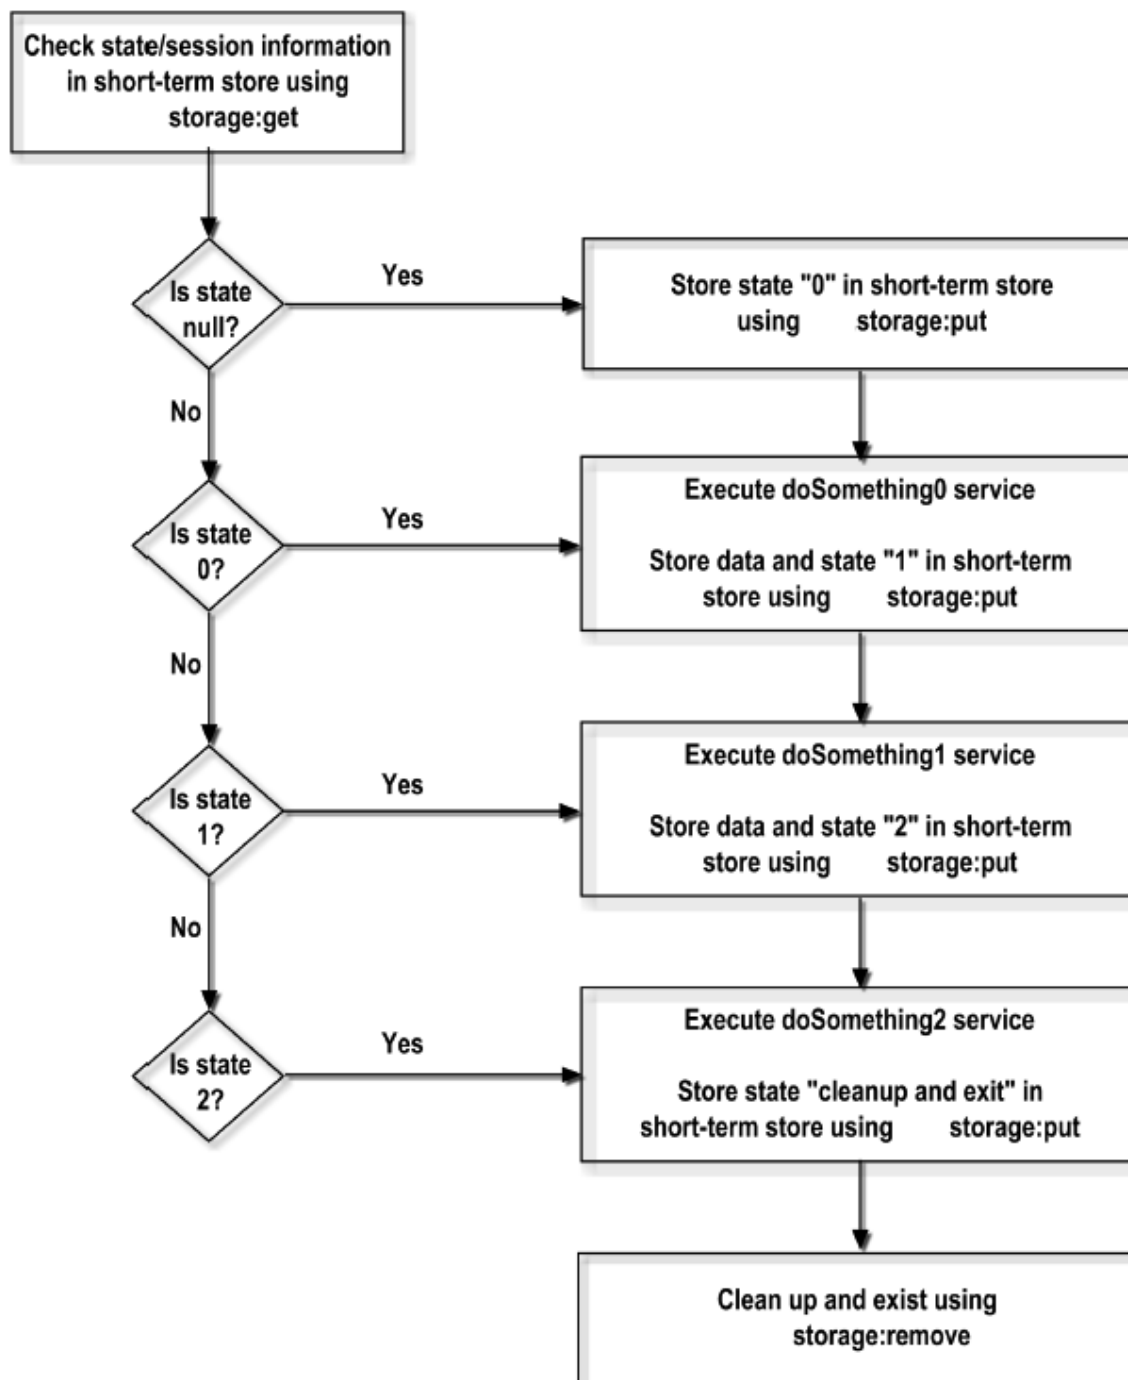 Check state/session information
in short-term store using
storage:get
Is state
null?
Yes
Store state "0" in short-term store
using storage:put
No
Is state
0?
Yes
Execute doSomething0 service
Store data and state "1" in short-term
store using storage:put
No
Is state
1?
Yes
Execute doSomething1 service
Store data and state "2" in short-term
store using storage:put
No
Is state
2?
Yes
Execute doSomething2 service
Store state "cleanup and exit" in
short-term store using storage:put
Clean up and exist using
storage:remove